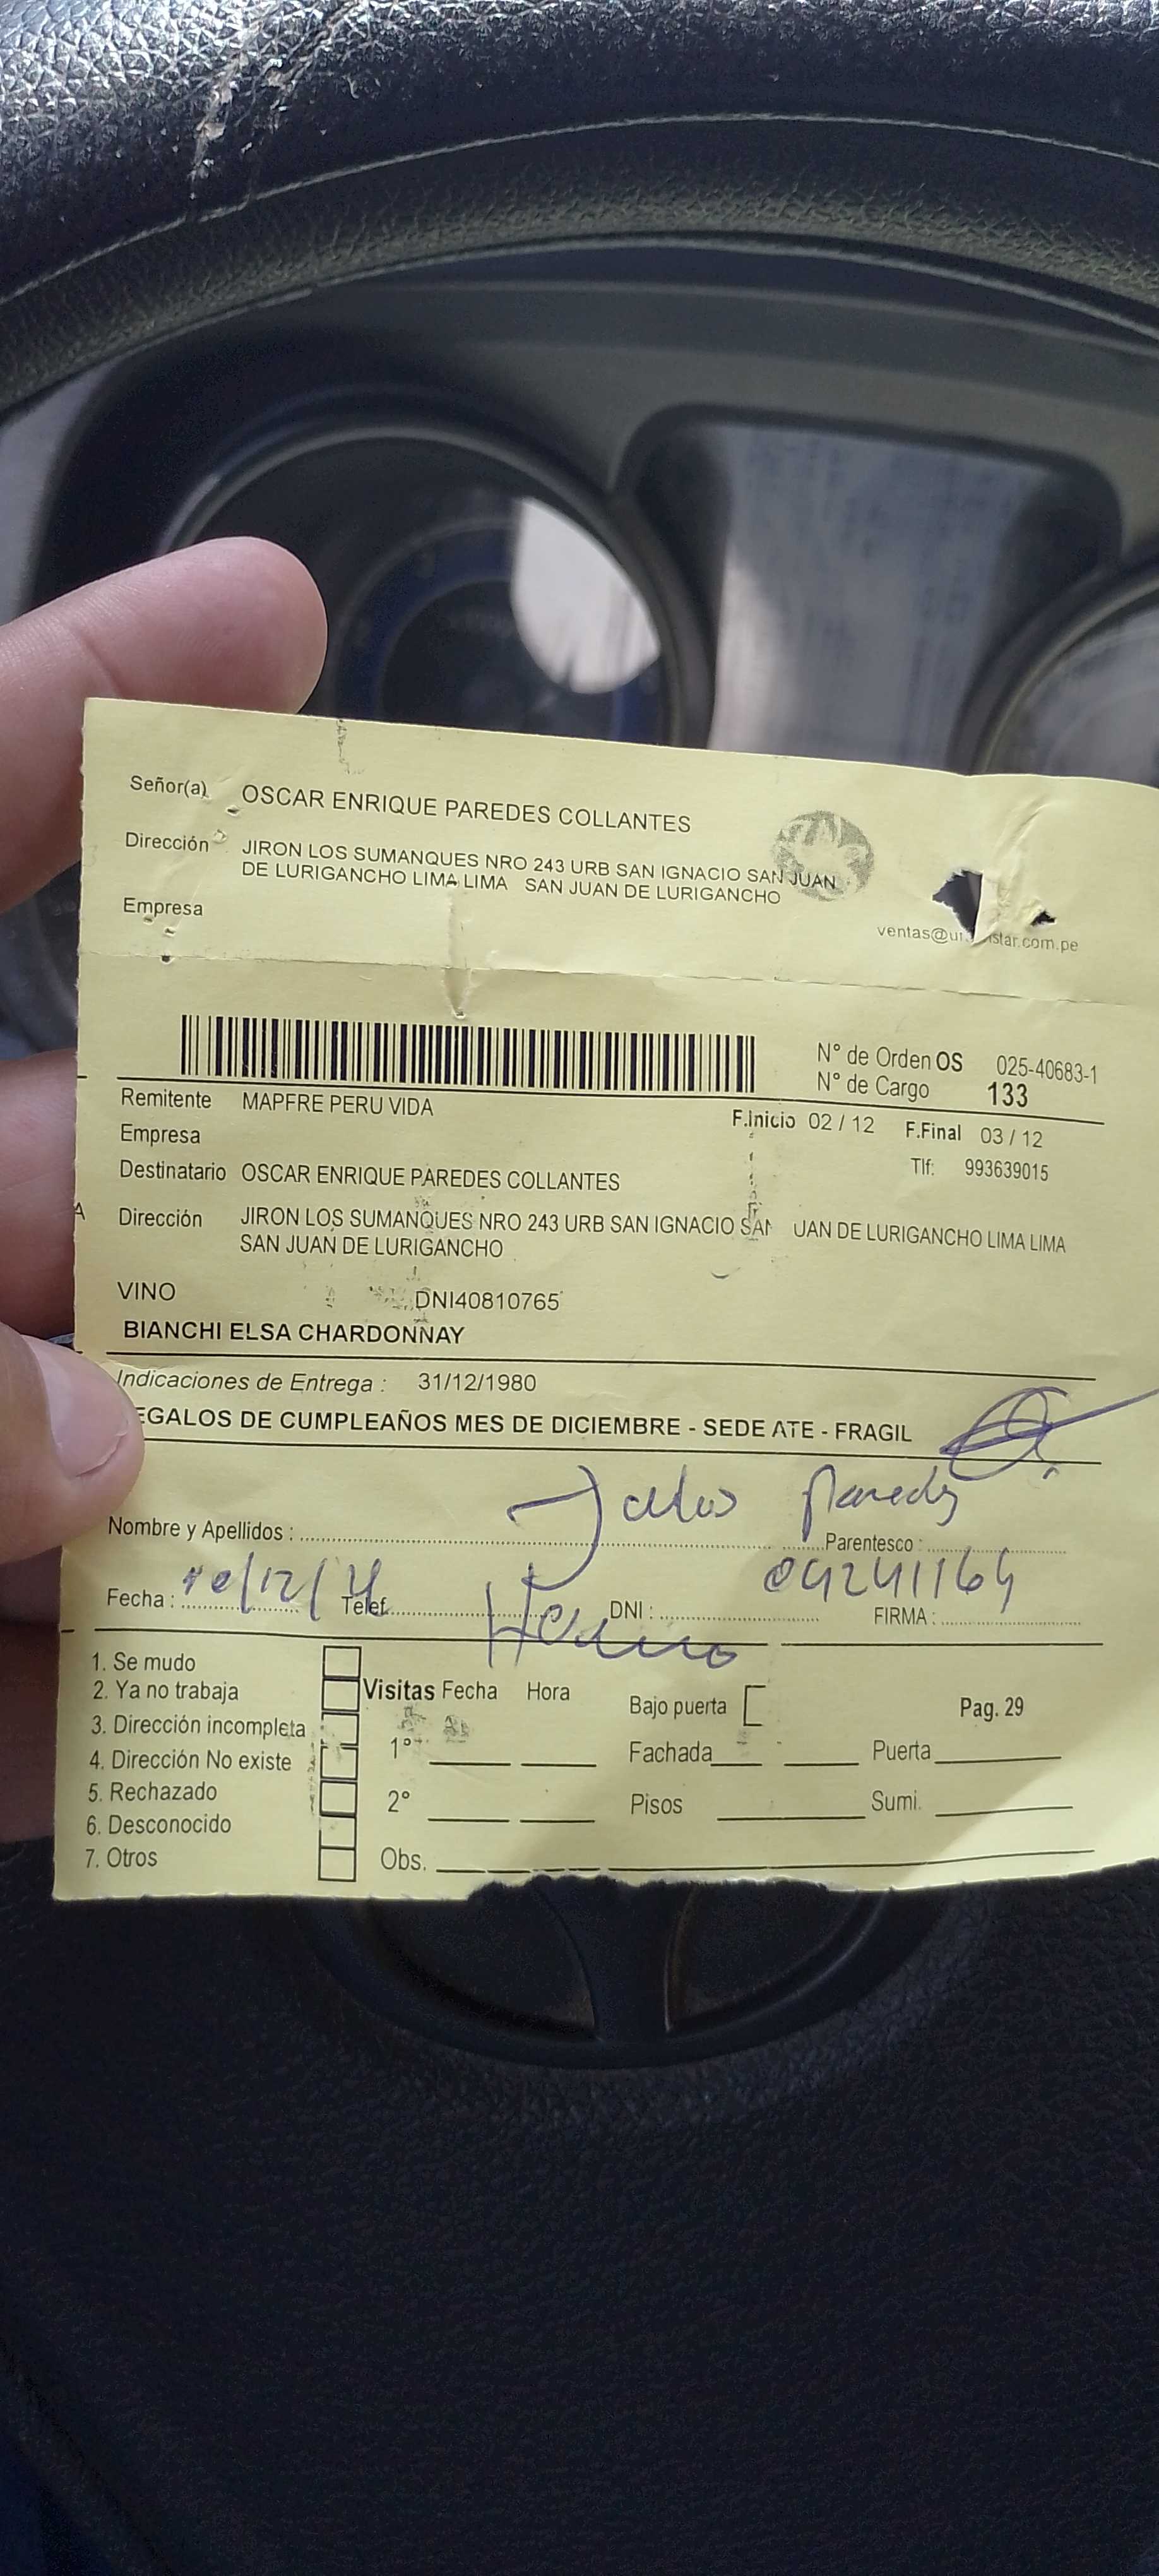 Señor(a) OSCAR ENRIQUE PAREDES COLLANTES
Dirección JIRON LOS SUMANQUES NRO 243 URB SAN IGNACIO SAN JUAN
DE LURIGANCHO LIMA LIMA SAN JUAN DE LURIGANCHO
Empresa
star.com.pe
N° de Orden OS 025-40683-1
N° de Cargo 133
Remitente MAPFRE PERU VIDA
F.Inicio 02 / 12 F.Final 03 / 12
Empresa
Tlf: 993639015
Destinatario OSCAR ENRIQUE PAREDES COLLANTES
Dirección JIRON LOS SUMANQUES NRO 243 URB SAN IGNACIO SAN UAN DE LURIGANCHO LIMA LIMA
SAN JUAN DE LURIGANCHO
VINO DNI40810765
BIANCHI ELSA CHARDONNAY
Indicaciones de Entrega : 31/12/1980
EGALOS DE CUMPLEAÑOS MES DE DICIEMBRE - SEDE ATE - FRAGIL
Nombre y Apellidos : Paredes Parentesco :
Fecha : Telef. DNI : 09241164 FIRMA :
1. Se mudo
2. Ya no trabaja
3. Dirección incompleta
4. Dirección No existe
5. Rechazado
6. Desconocido
7. Otros
Visitas Fecha Hora Bajo puerta Pag. 29
1° Fachada Puerta
2° Pisos Sumi.
Obs.